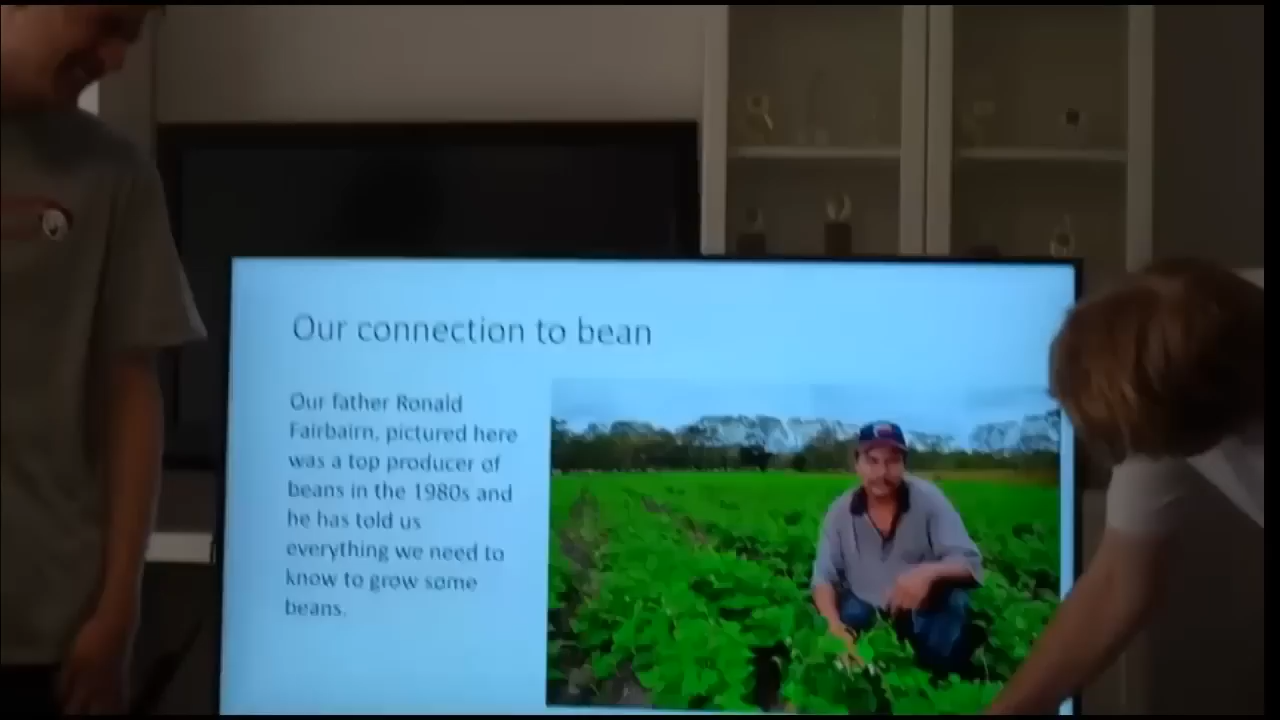 Our connection to bean
Our father Ronald
Fairbairn, pictured here
was a top producer of
beans in the 1980s and
he has told us
everything we need to
know to grow some
beans.